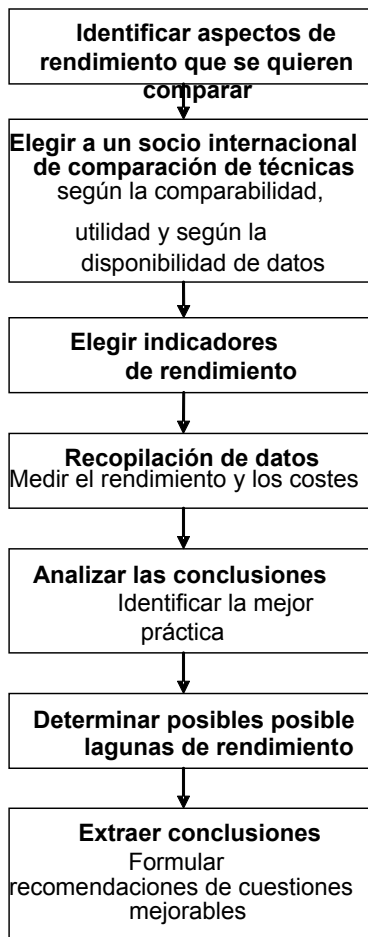 Identificar aspectos de
rendimiento que se quieren
comparar
Elegir a un socio internacional
de comparación de técnicas
según la comparabilidad,
utilidad y según la
disponibilidad de datos
Elegir indicadores
de rendimiento
Recopilación de datos
Medir el rendimiento y los costes
Analizar las conclusiones
Identificar la mejor
práctica
Determinar posibles posible
lagunas de rendimiento
Extraer conclusiones
Formular
recomendaciones de cuestiones
mejorables